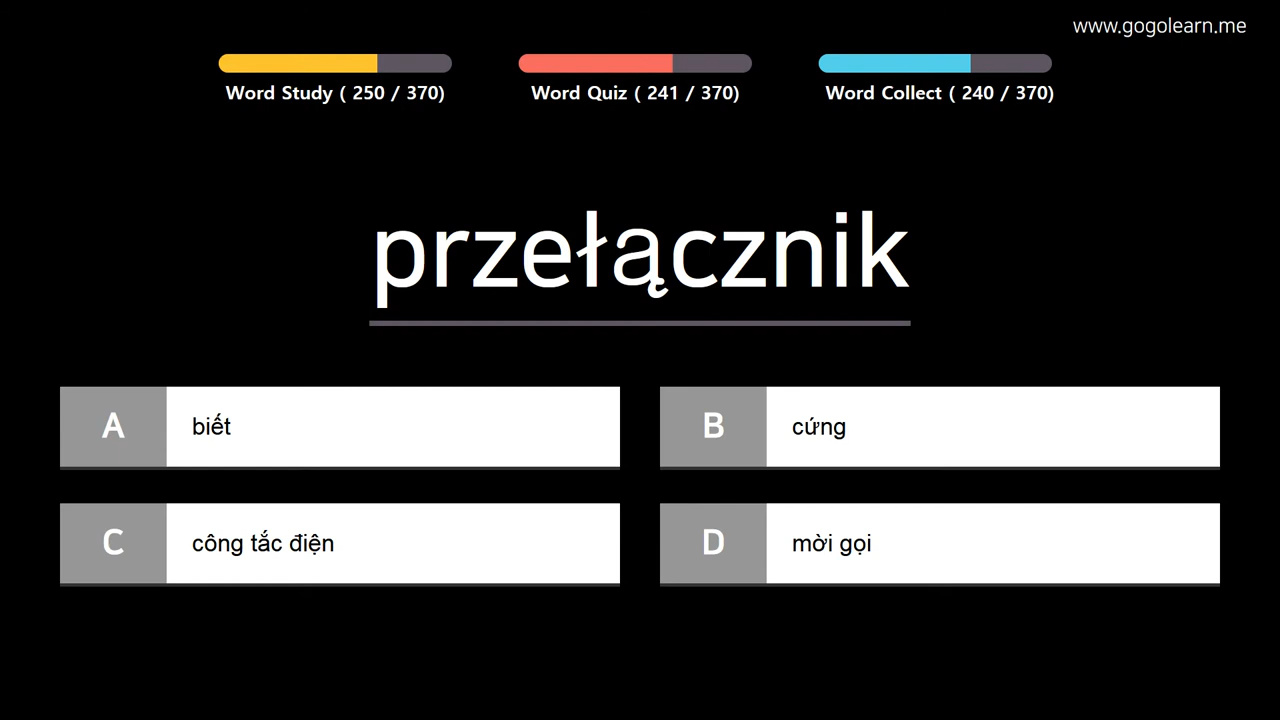 www.gogolearn.me
Word Study ( 250 / 370)
Word Quiz ( 241 / 370)
Word Collect ( 240 / 370)
przełącznik
A biết
B cứng
C công tắc điện
D mời gọi